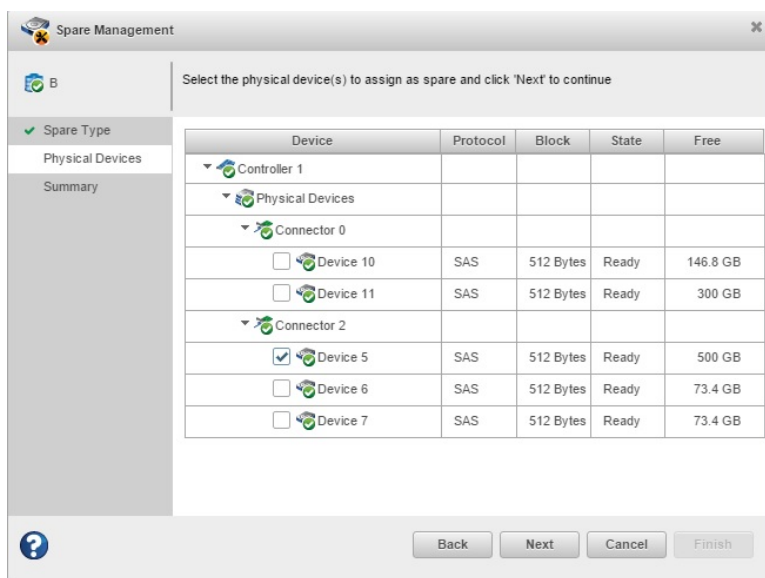 Spare Management
B
Select the physical device(s) to assign as spare and click 'Next' to continue
Spare Type
Physical Devices
Summary
Device Protocol Block State Free
Controller 1
Physical Devices
Connector 0
Device 10 SAS 512 Bytes Ready 146.8 GB
Device 11 SAS 512 Bytes Ready 300 GB
Connector 2
Device 5 SAS 512 Bytes Ready 500 GB
Device 6 SAS 512 Bytes Ready 73.4 GB
Device 7 SAS 512 Bytes Ready 73.4 GB
? Back Next Cancel Finish